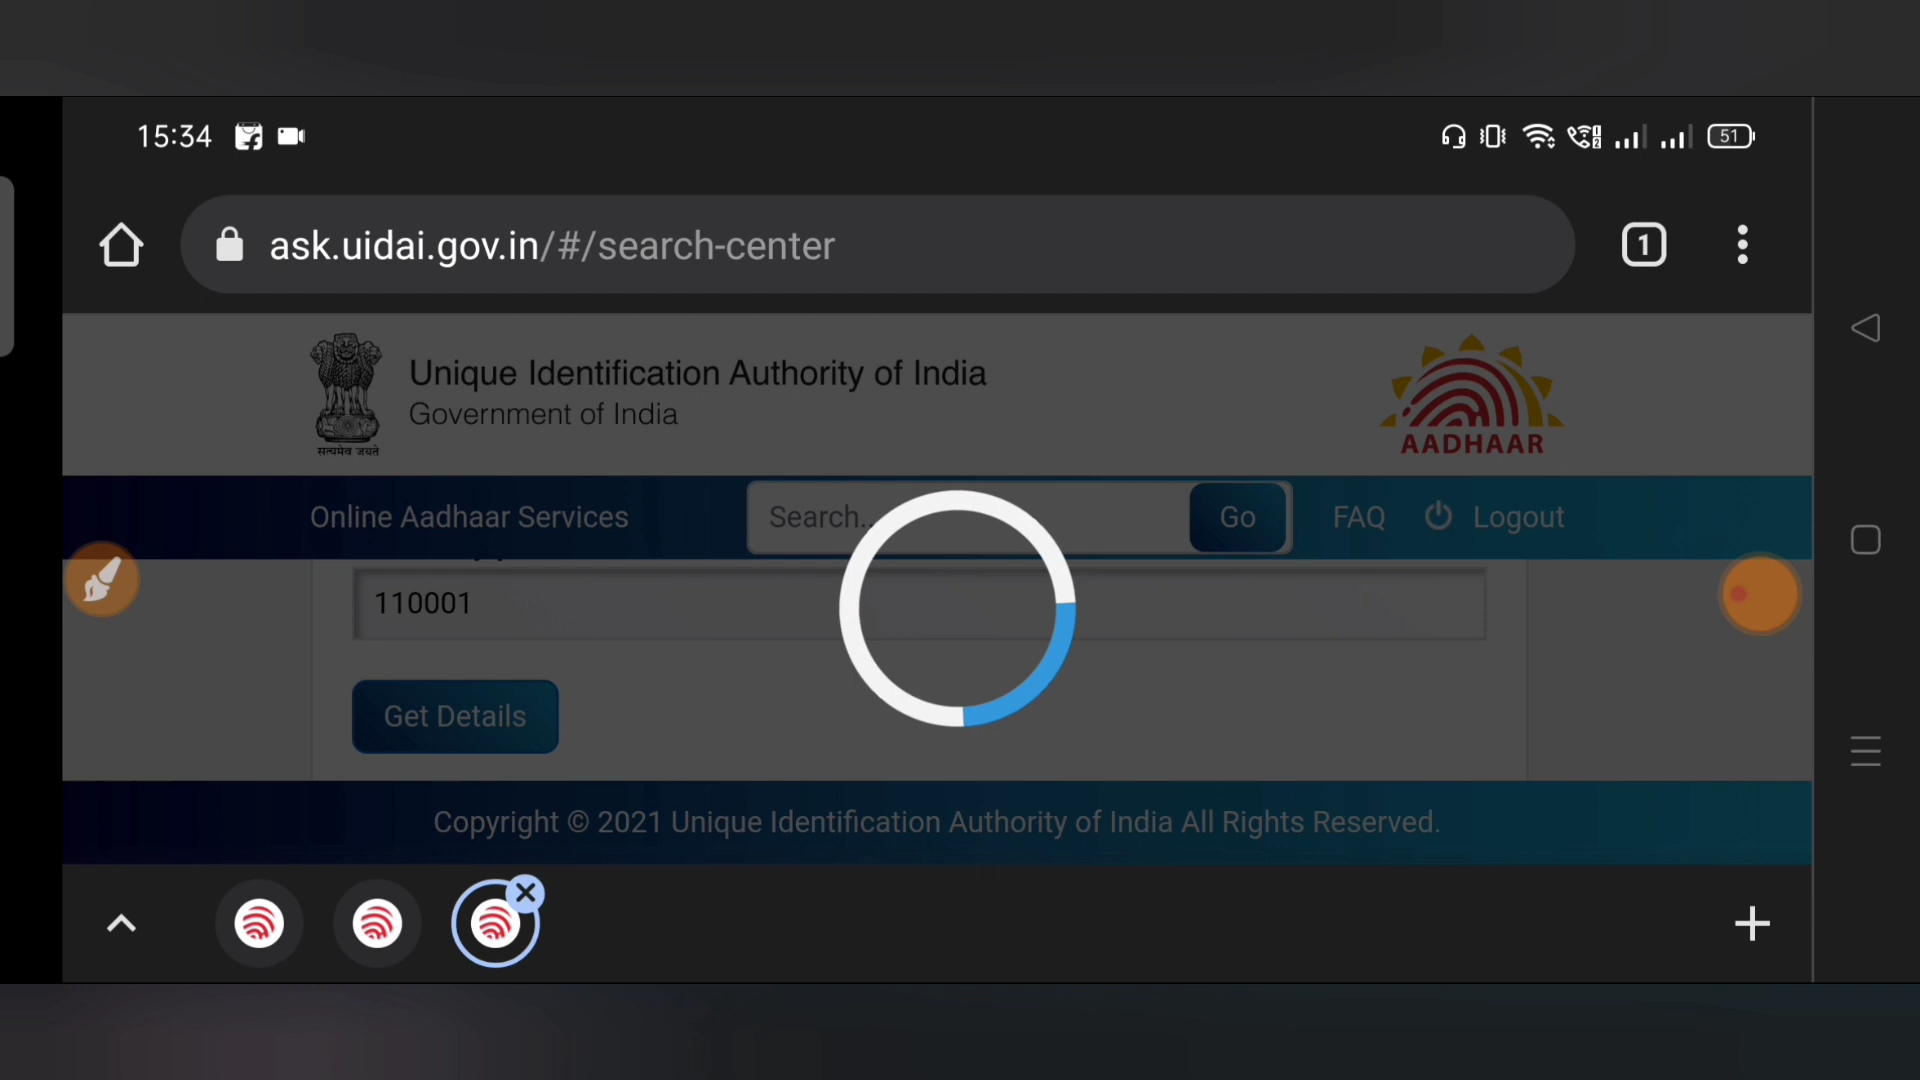 15:34
51
ask.uidai.gov.in/#/search-center
1
Unique Identification Authority of India
Government of India
सत्यमेव जयते
AADHAAR
Online Aadhaar Services
Search..
Go
FAQ
Logout
110001
Get Details
Copyright © 2021 Unique Identification Authority of India All Rights Reserved.